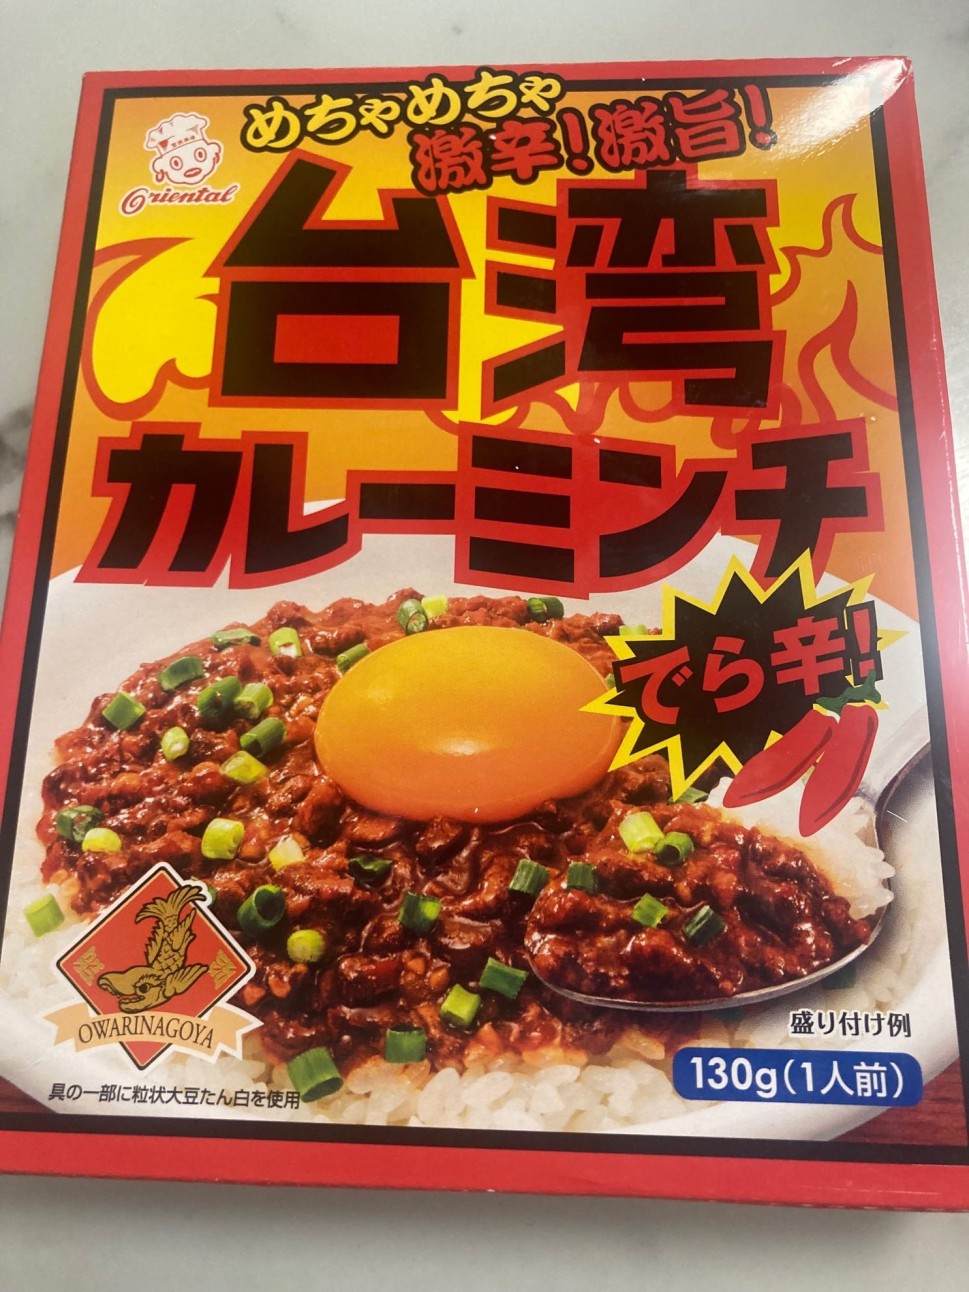 めちゃめちゃ
激辛!激旨!
Oriental
台湾
カレーミンチ
でら辛!
OWARINAGOYA
盛り付け例
130g(1人前)
具の一部に粒状大豆たん白を使用